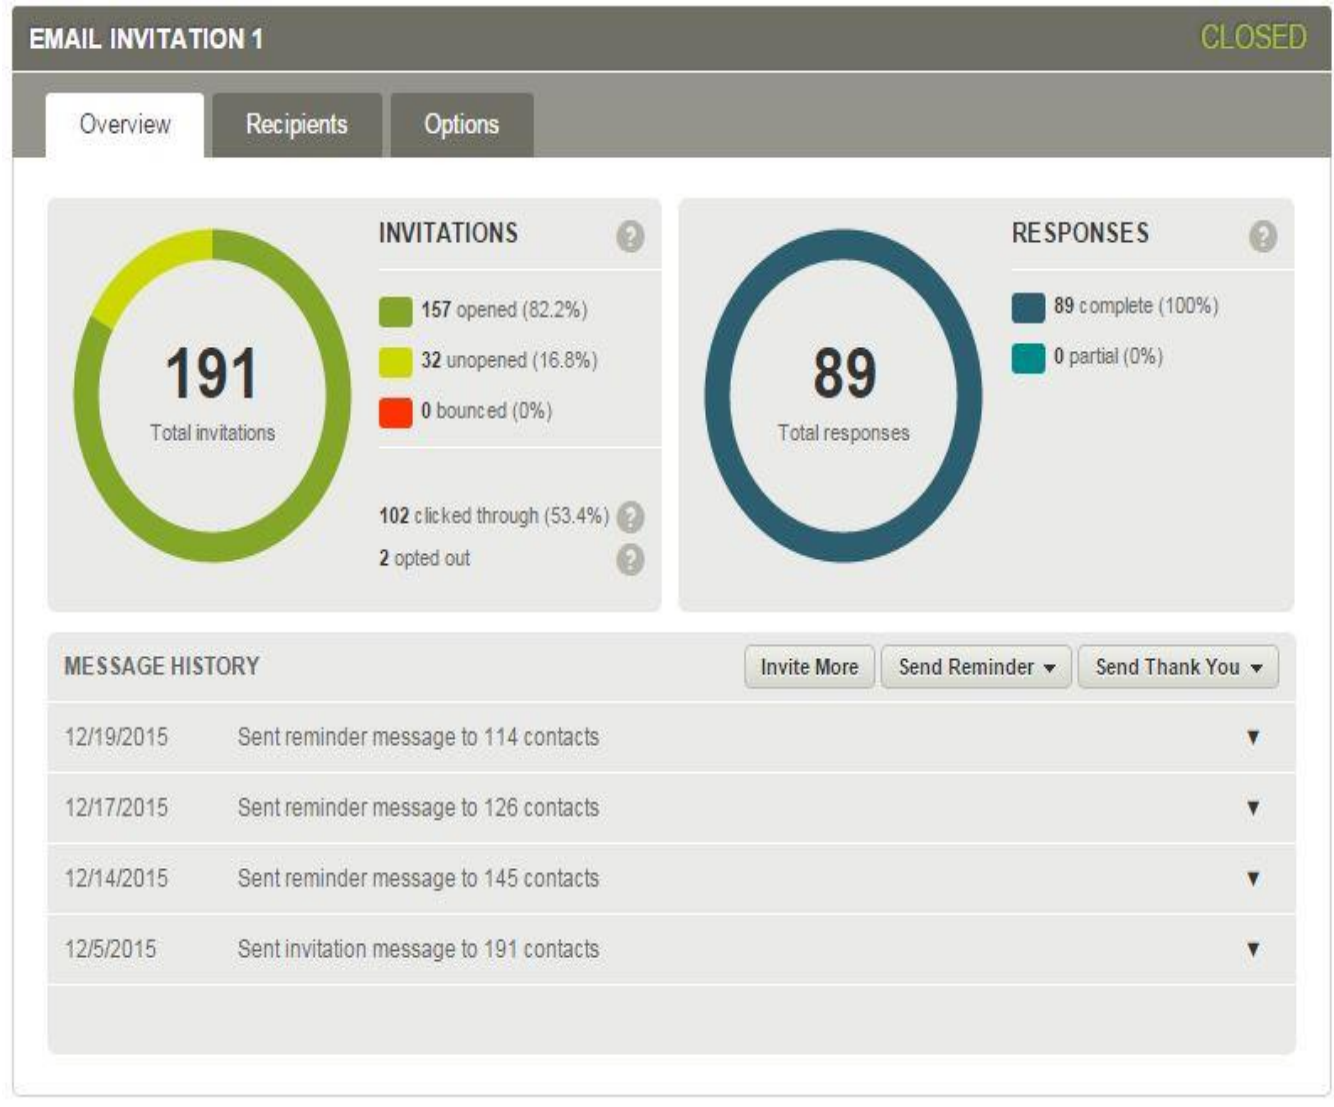 EMAIL INVITATION 1
CLOSED
Overview
Recipients
Options
INVITATIONS
?
157 opened (82.2%)
32 unopened (16.8%)
0 bounced (0%)
191
Total invitations
102 clicked through (53.4%) ?
2 opted out ?
RESPONSES
?
89 complete (100%)
0 partial (0%)
89
Total responses
MESSAGE HISTORY
Invite More
Send Reminder
Send Thank You
12/19/2015 Sent reminder message to 114 contacts
12/17/2015 Sent reminder message to 126 contacts
12/14/2015 Sent reminder message to 145 contacts
12/5/2015 Sent invitation message to 191 contacts